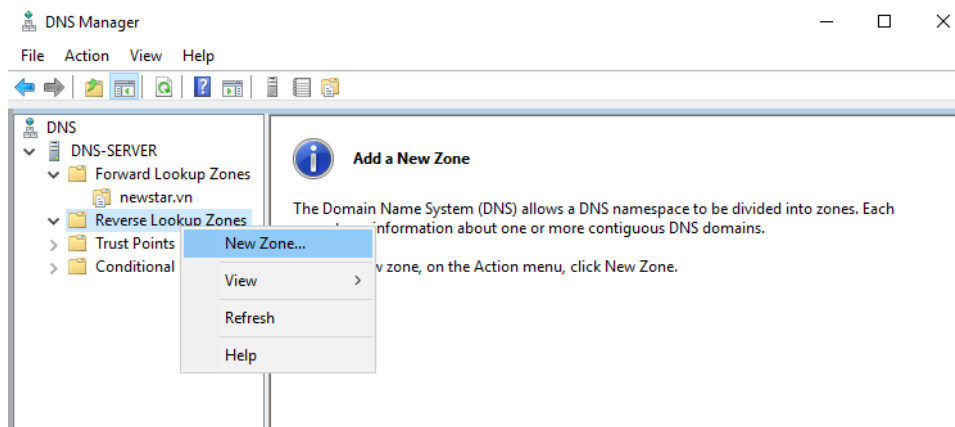 DNS Manager
File Action View Help
DNS
DNS-SERVER
Forward Lookup Zones
newstar.vn
Reverse Lookup Zones
Trust Points
Conditional
New Zone...
View
Refresh
Help
Add a New Zone
The Domain Name System (DNS) allows a DNS namespace to be divided into zones. Each
information about one or more contiguous DNS domains.
zone, on the Action menu, click New Zone.